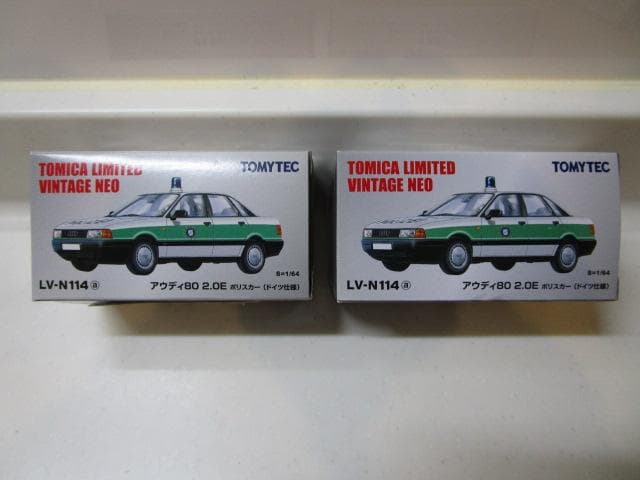 TOMICA LIMITED
VINTAGE NEO
TOMYTEC
S=1/64
LV-N114 ⓐ
アウディ80 2.0E ポリスカー（ドイツ仕様）
TOMICA LIMITED
VINTAGE NEO
TOMYTEC
S=1/64
LV-N114 ⓐ
アウディ80 2.0E ポリスカー（ドイツ仕様）